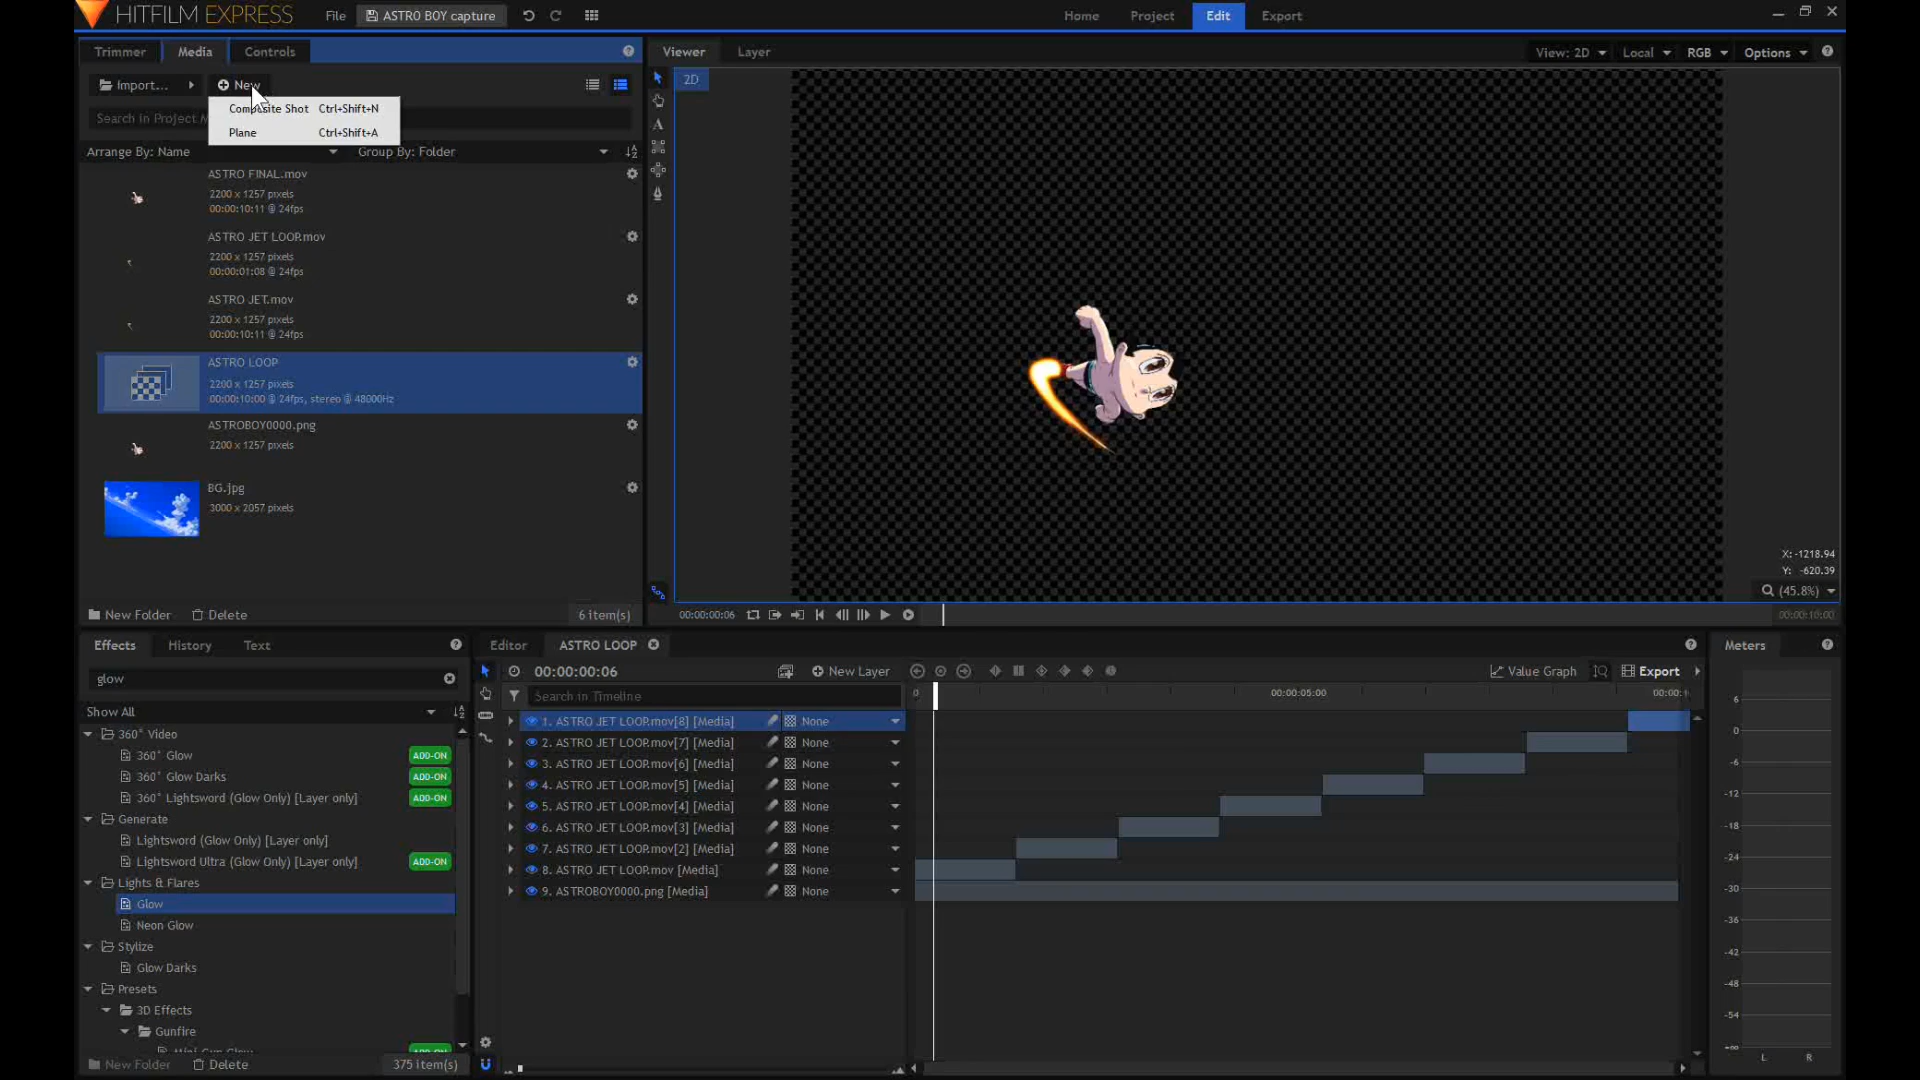 HITFILM EXPRESS
File
ASTRO BOY capture
Home
Project
Edit
Export
Trimmer
Media
Controls
Import...
New
Composite Shot Ctrl+Shift+N
Plane Ctrl+Shift+A
Search in Project M
Arrange By: Name
Group By: Folder
ASTRO FINAL.mov
2200 x 1257 pixels
00:00:10:11 @ 24fps
ASTRO JET LOOP.mov
2200 x 1257 pixels
00:00:01:08 @ 24fps
ASTRO JET.mov
2200 x 1257 pixels
00:00:10:11 @ 24fps
ASTRO LOOP
2200 x 1257 pixels
00:00:10:00 @ 24fps, stereo @ 48000Hz
ASTROBOY0000.png
2200 x 1257 pixels
BG.jpg
3000 x 2057 pixels
New Folder
Delete
6 item(s)
Viewer
Layer
View: 2D
Local
RGB
Options
2D
X: -1218.94
Y: -620.39
(45.8%)
00:00:00:06
00:00:10:00
Effects
History
Text
glow
Show All
360° Video
360° Glow ADD-ON
360° Glow Darks ADD-ON
360° Lightsword (Glow Only) [Layer only] ADD-ON
Generate
Lightsword (Glow Only) [Layer only]
Lightsword Ultra (Glow Only) [Layer only] ADD-ON
Lights & Flares
Glow
Neon Glow
Stylize
Glow Darks
Presets
3D Effects
Gunfire
New Folder
Delete
375 item(s)
Editor
ASTRO LOOP
00:00:00:06
New Layer
Value Graph
Export
Search in Timeline
0
00:00:05:00
00:00:1
1. ASTRO JET LOOP.mov[8] [Media] None
2. ASTRO JET LOOP.mov[7] [Media] None
3. ASTRO JET LOOP.mov[6] [Media] None
4. ASTRO JET LOOP.mov[5] [Media] None
5. ASTRO JET LOOP.mov[4] [Media] None
6. ASTRO JET LOOP.mov[3] [Media] None
7. ASTRO JET LOOP.mov[2] [Media] None
8. ASTRO JET LOOP.mov [Media] None
9. ASTROBOY0000.png [Media] None
Meters
6
0
-6
-12
-18
-24
-30
-36
-42
-48
-54
-∞
L R